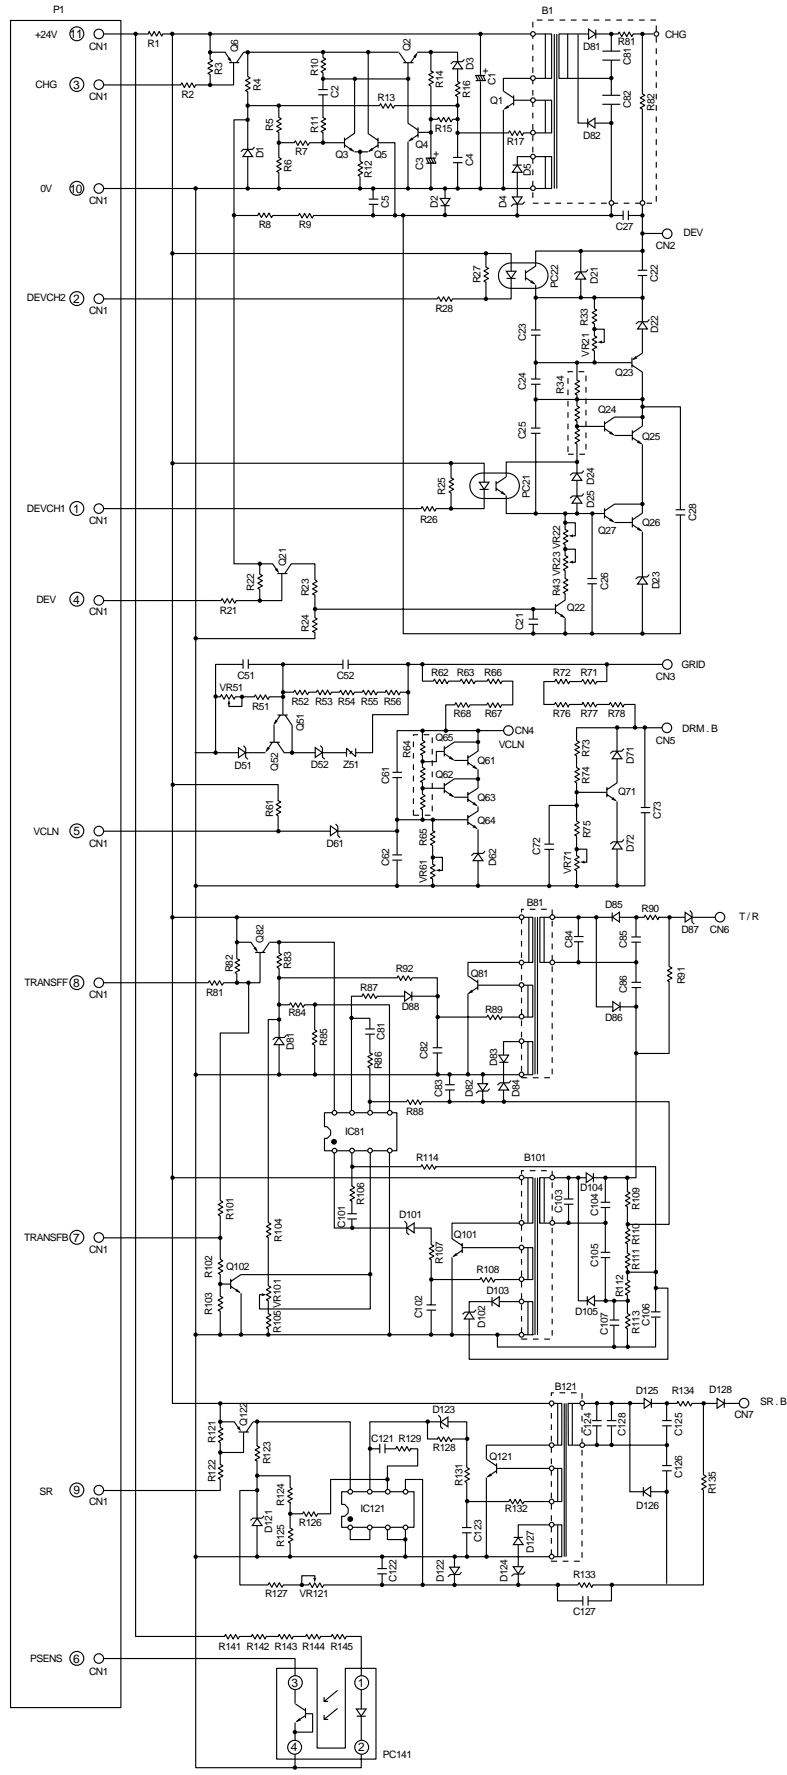 P1
B1
+24V 11 CN1 R1
CHG 3 CN1 R2
R3 Q6 R4 R10 C2 Q2 R14 D3 R16 C1 +
D81 R81 CHG
C81 C82 R82 D82
R13 Q1 R5 R11 R15 R17
R7 Q3 Q5 Q4 D1 R6 R12 C3 + C4 D5
0V 10 CN1
C5 D2 D4
R8 R9 C27
DEV CN2
R27 PC22 D21 C22
DEVCH2 2 CN1 R28
C23 R33 VR21 D22
Q23
C24 R34
Q24 C25 Q25
R25 PC21 D24 D25
DEVCH1 1 CN1 R26
VR22 VR23 R43 Q27 Q26 C28
C26 D23
Q21 R22 R23
DEV 4 CN1 R21
R24 C21 Q22
C51 C52 GRID CN3
R62 R63 R66 R72 R71
VR51 R51 R52 R53 R54 R55 R56
R68 R67 R76 R77 R78
Q51 CN4 VCLN DRM.B CN5
D51 Q52 D52 Z51
R64 Q65 Q61 R73 D71
C61 Q62 Q63 R74 Q71
R61 C73
VCLN 5 CN1 D61
Q64 R65 C62 VR61 D62
C72 R75 VR71 D72
B81
D85 R90 D87 T/R CN6
Q82 R82 R83 C84 C85
TRANSFF 8 CN1 R81
R92 R87 D88 Q81 C86 R91
R84 R89 D86
D81 R85 C81 R86 C82 D83
C83 D82 D84
R88
IC81
R114 B101
R106 C101 D104 C103 C104 R109
R101 R104 D101
TRANSFB 7 CN1
R107 Q101 R110 R111 C105
R102 Q102 R108 R112
R103 VR101 R105 C102 D103 D102 D105 C107 R113 C106
B121
D125 R134 D128 SR.B CN7
R121 Q122 D123 C124 C128 C125
R123 C121 R129 R128 Q121 C126
R122 R131 R135
SR 9 CN1
R124 IC121 R132 D126
D121 R125 R126 C123 D127
C122 D122 D124 R133
R127 VR121 C127
R141 R142 R143 R144 R145
PSENS 6 CN1
3 1
4 2
PC141